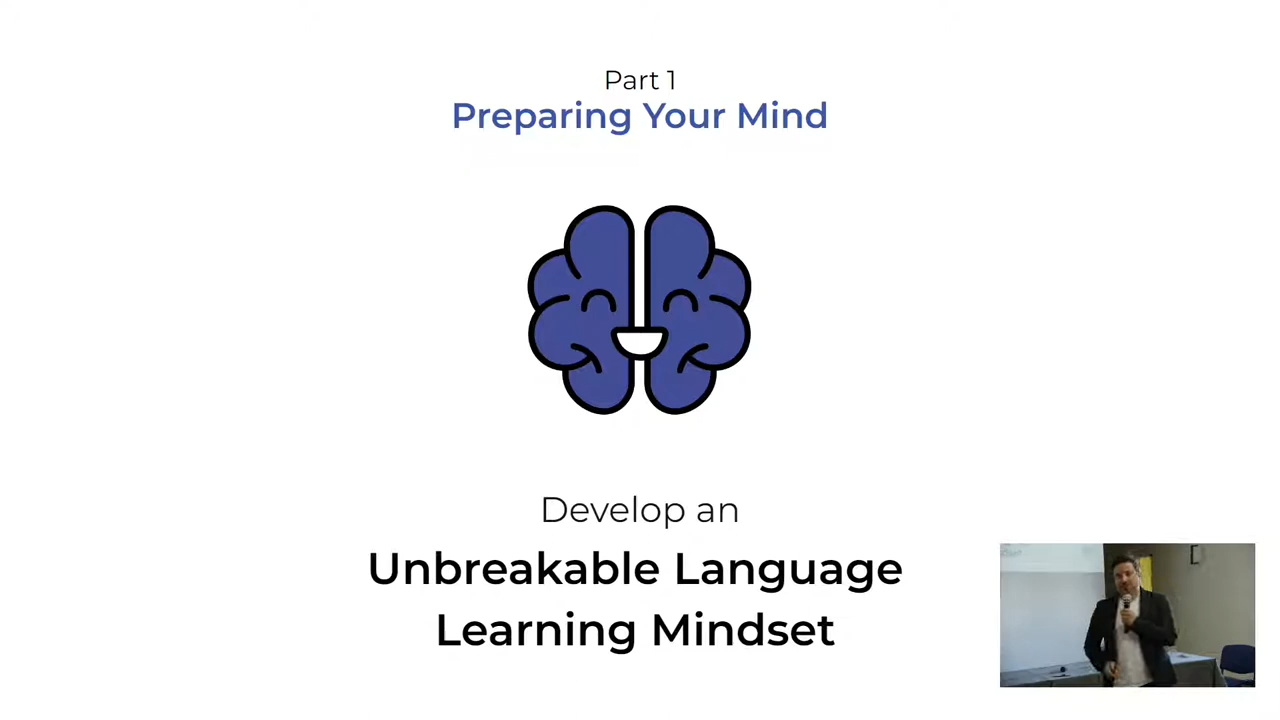 Part 1
Preparing Your Mind
Develop an
Unbreakable Language
Learning Mindset